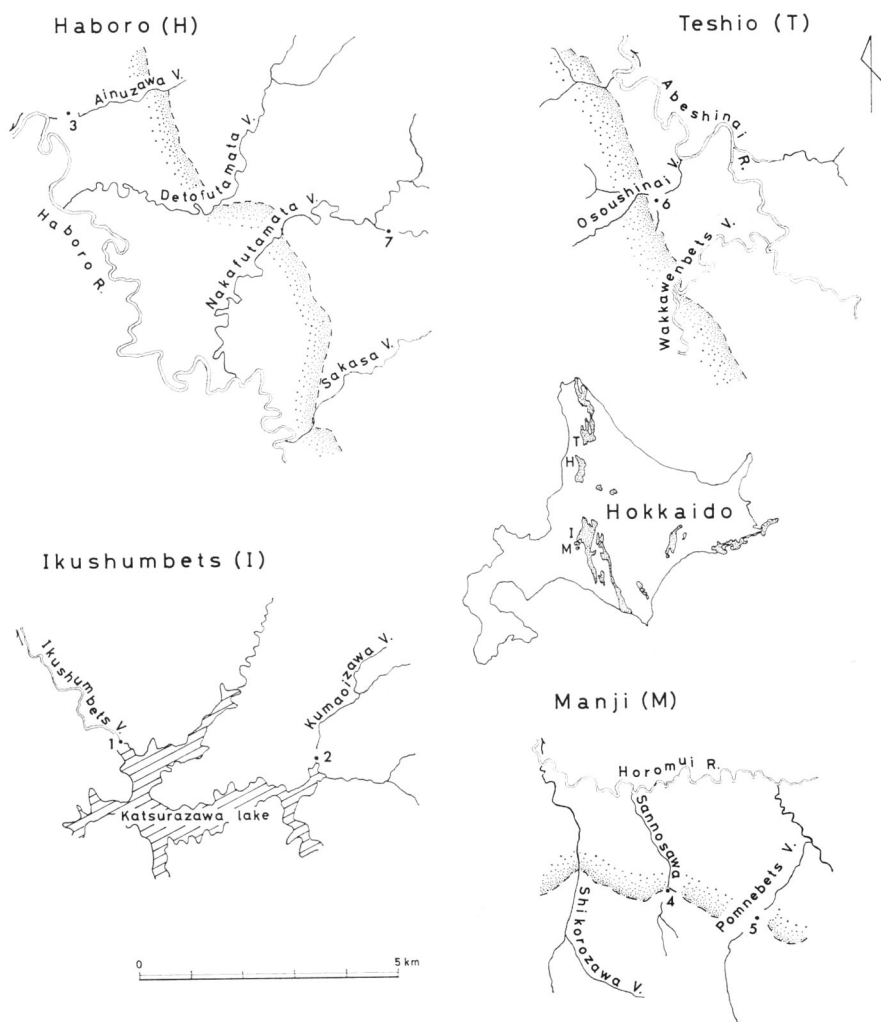 Haboro (H)
Ainuzawa V.
3
Detofutamata V.
Haboro R.
Nakafutamata V.
7
Sakasa V.
Teshio (T)
Abeshinai R.
Osoushinai V.
6
Wakkawenbets V.
T
H
I
M
Hokkaido
Ikushumbets (I)
Ikushumbets V.
1
Kumaoizawa V.
2
Katsurazawa lake
0
5 km
Manji (M)
Horomui R.
Sannosawa
4
Pomnebets V.
5
Shikorozawa V.